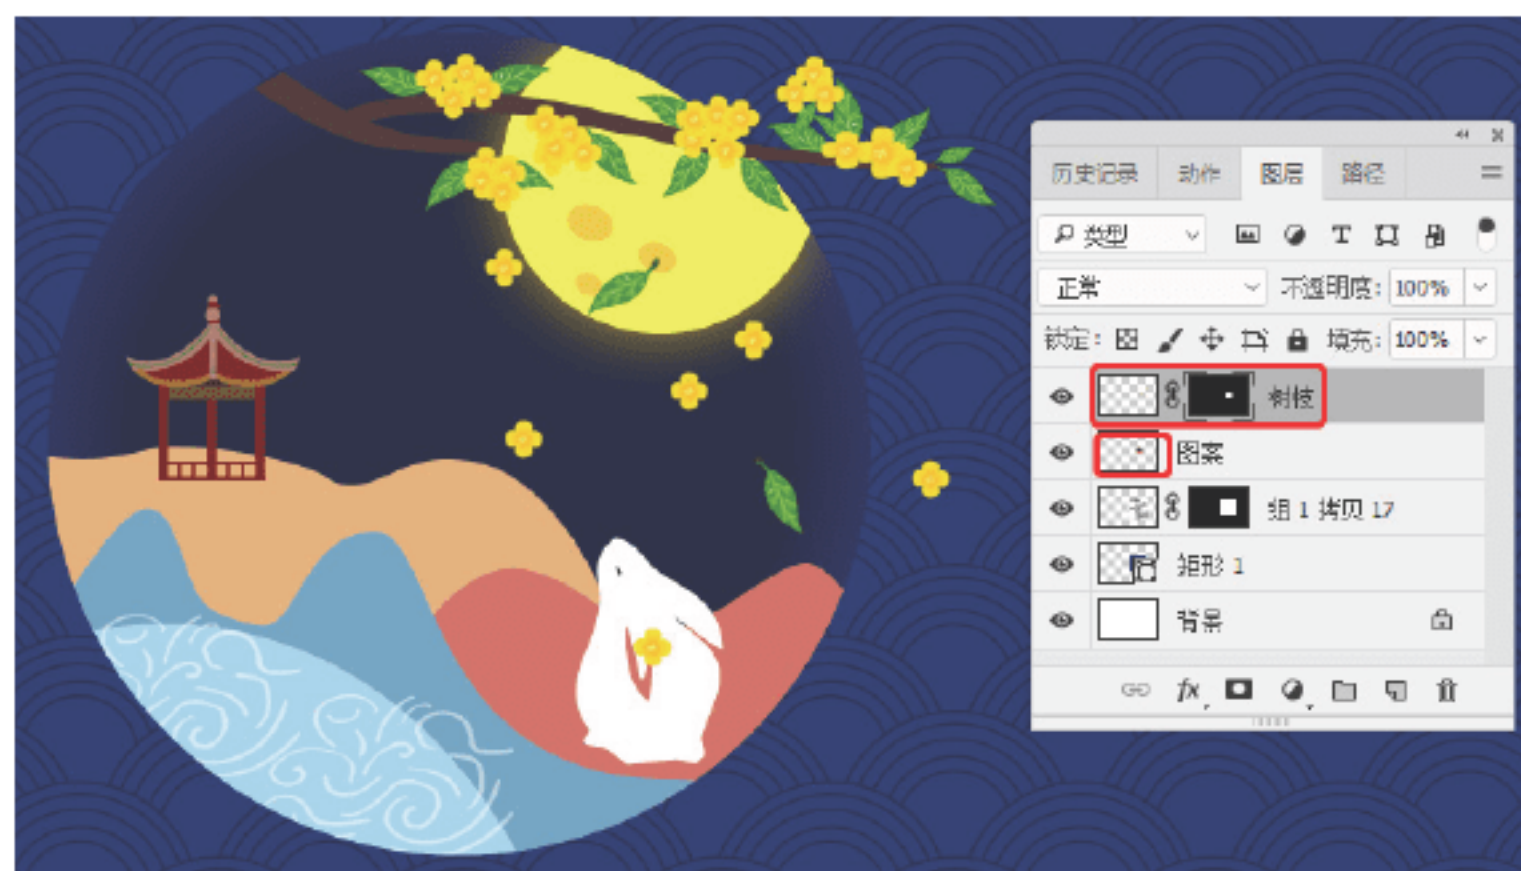 历史记录 动作 图层 路径
类型
正常 不透明度: 100%
锁定: 填充: 100%
树枝
图案
组 1 拷贝 17
矩形 1
背景
fx